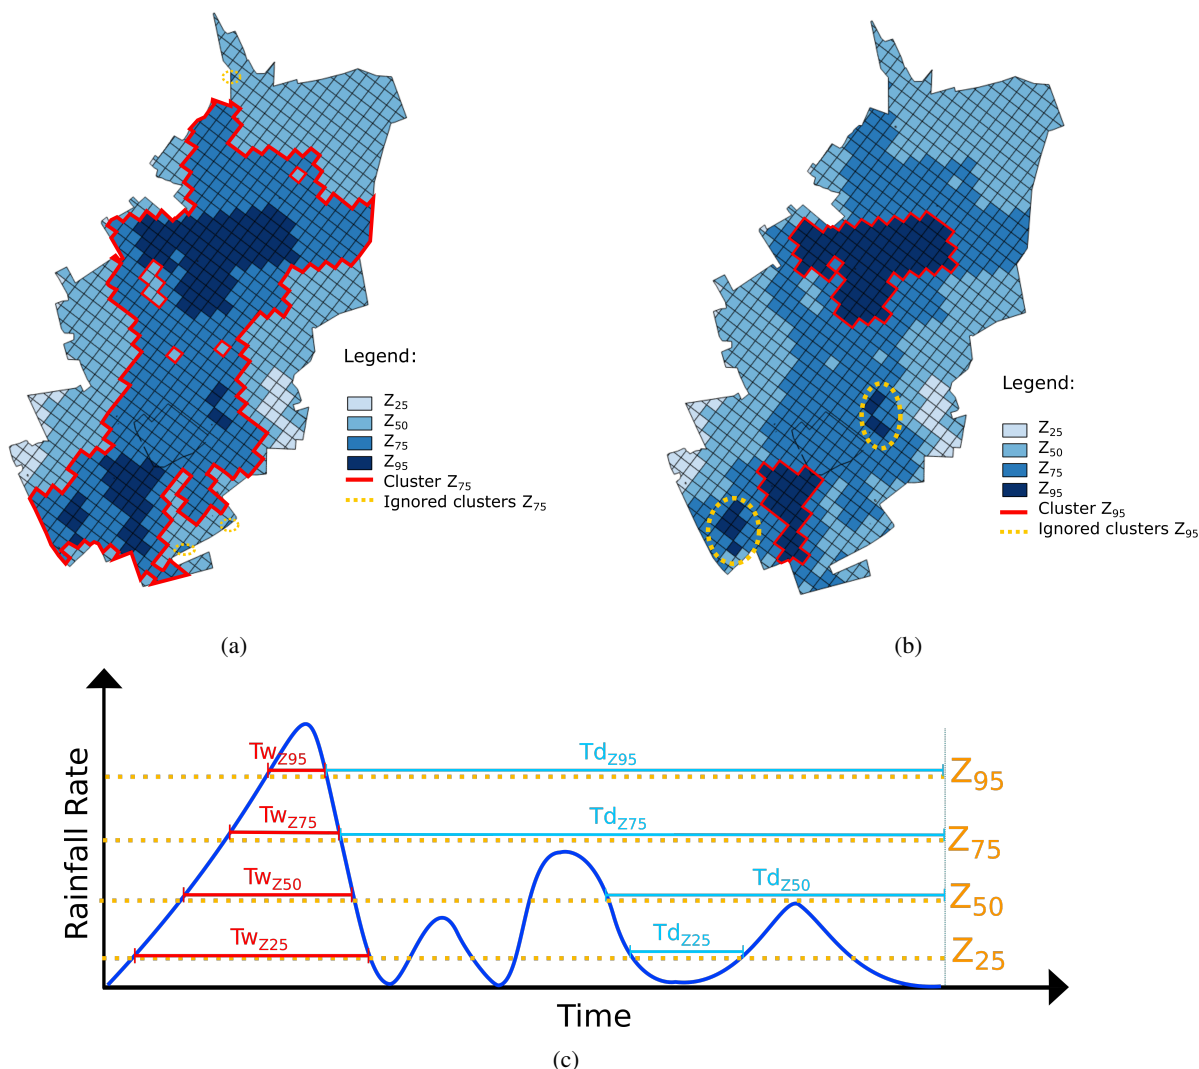 Legend:
Z25
Z50
Z75
Z95
Cluster Z75
Ignored clusters Z75
(a)
Legend:
Z25
Z50
Z75
Z95
Cluster Z95
Ignored clusters Z95
(b)
Rainfall Rate
TwZ95
TdZ95
Z95
TwZ75
TdZ75
Z75
TwZ50
TdZ50
Z50
TwZ25
TdZ25
Z25
Time
(c)